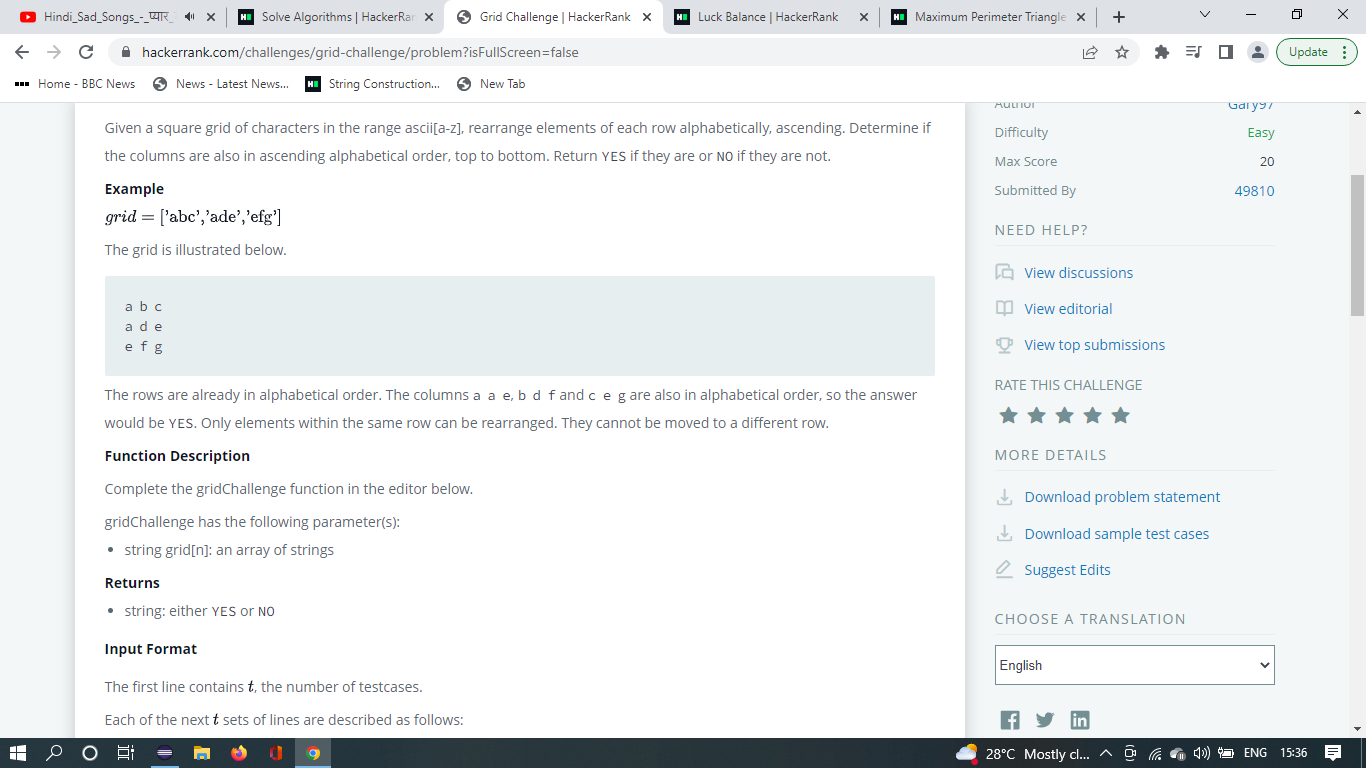 Hindi_Sad_Songs_-_प्यार_
Solve Algorithms | HackerRan
Grid Challenge | HackerRank
Luck Balance | HackerRank
Maximum Perimeter Triangle
hackerrank.com/challenges/grid-challenge/problem?isFullScreen=false
Update
Home - BBC News
News - Latest News...
String Construction...
New Tab
Given a square grid of characters in the range ascii[a-z], rearrange elements of each row alphabetically, ascending. Determine if
the columns are also in ascending alphabetical order, top to bottom. Return YES if they are or NO if they are not.
Example
grid = ['abc','ade','efg']
The grid is illustrated below.
a b c
a d e
e f g
The rows are already in alphabetical order. The columns a a e, b d f and c e g are also in alphabetical order, so the answer
would be YES. Only elements within the same row can be rearranged. They cannot be moved to a different row.
Function Description
Complete the gridChallenge function in the editor below.
gridChallenge has the following parameter(s):
• string grid[n]: an array of strings
Returns
• string: either YES or NO
Input Format
The first line contains t, the number of testcases.
Each of the next t sets of lines are described as follows:
Author Gary97
Difficulty Easy
Max Score 20
Submitted By 49810
NEED HELP?
View discussions
View editorial
View top submissions
RATE THIS CHALLENGE
MORE DETAILS
Download problem statement
Download sample test cases
Suggest Edits
CHOOSE A TRANSLATION
English
28°C Mostly cl... ENG 15:36